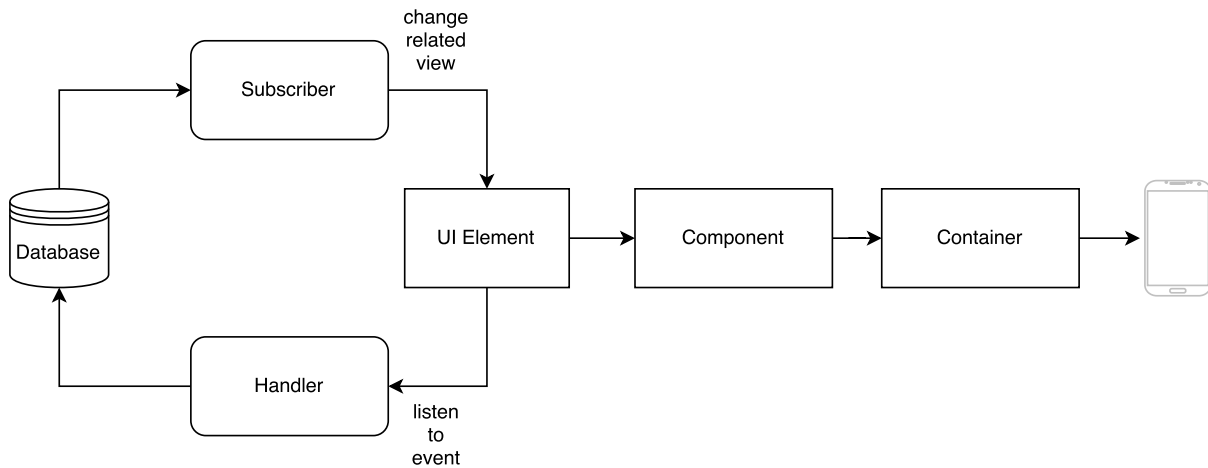 change
related
view
Subscriber
Database
UI Element
Component
Container
Handler
listen
to
event